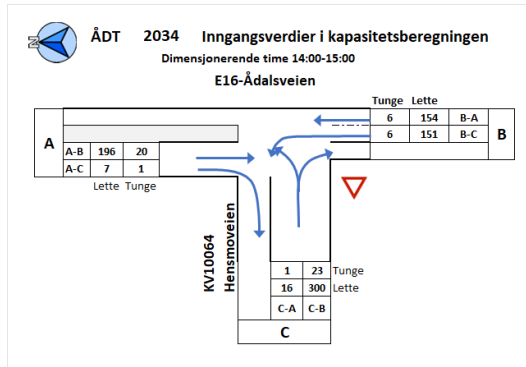 N
ÅDT 2034 Inngangsverdier i kapasitetsberegningen
Dimensjonerende time 14:00-15:00
E16-Ådalsveien
Tunge Lette
6 154 B-A
6 151 B-C
B
A
A-B 196 20
A-C 7 1
Lette Tunge
KV10064
Hensmoveien
1 23 Tunge
16 300 Lette
C-A C-B
C